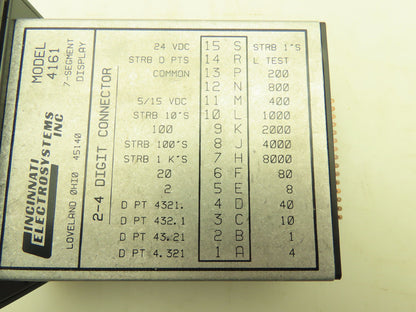 MODEL
4161
7-SEGMENT
DISPLAY
CINCINNATI
ELECTROSYSTEMS
INC
LOVELAND OHIO 45140
2-4 DIGIT CONNECTOR
24 VDC 15 S STRB 1'S
STRB D PTS 14 R L TEST
COMMON 13 P 200
12 N 800
5/15 VDC 11 M 400
STRB 10'S 10 L 1000
100 9 K 2000
STRB 100'S 8 J 4000
STRB 1 K'S 7 H 8000
20 6 F 80
2 5 E 8
D PT 4321. 4 D 40
D PT 432.1 3 C 10
D PT 43.21 2 B 1
D PT 4.321 1 A 4